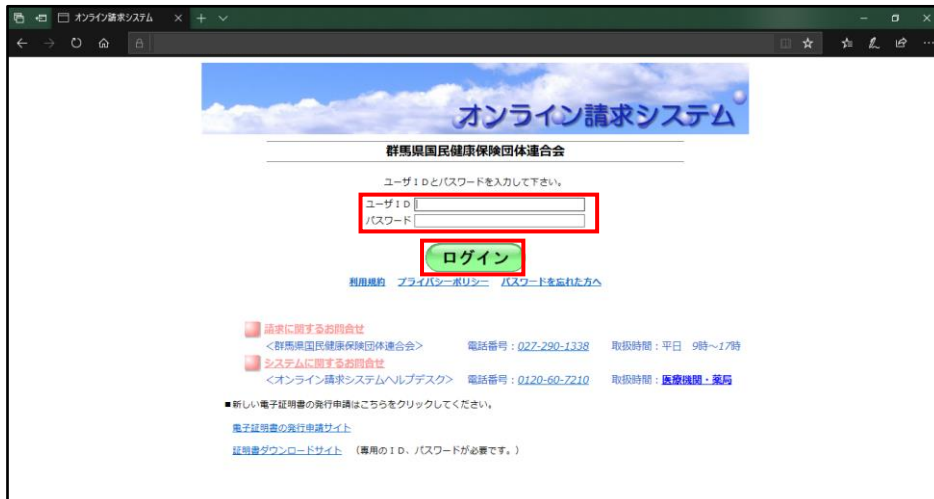 オンライン請求システム
オンライン請求システム
群馬県国民健康保険団体連合会
ユーザIDとパスワードを入力して下さい。
ユーザID
パスワード
ログイン
利用規約 プライバシーポリシー パスワードを忘れた方へ
請求に関するお問合せ
<群馬県国民健康保険団体連合会> 電話番号:027-290-1338 取扱時間:平日 9時~17時
システムに関するお問合せ
<オンライン請求システムヘルプデスク> 電話番号:0120-60-7210 取扱時間:医療機関・薬局
■新しい電子証明書の発行申請はこちらをクリックしてください。
電子証明書の発行申請サイト
証明書ダウンロードサイト (専用のID、パスワードが必要です。)